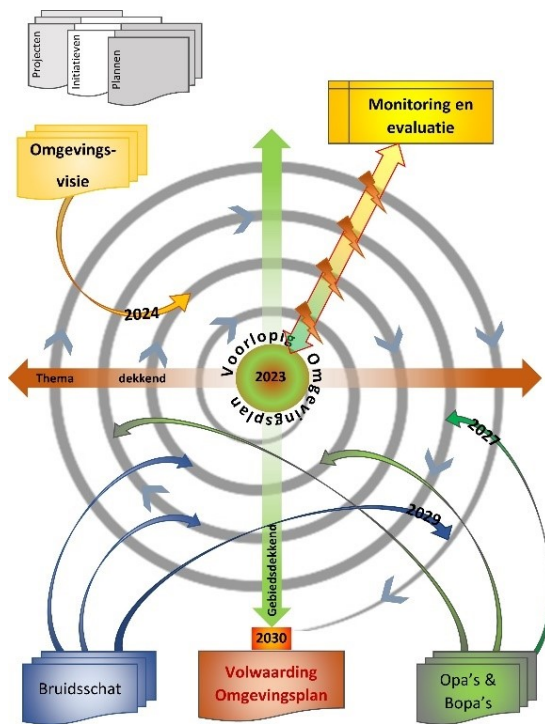 Projecten
Initiatieven
Plannen
Monitoring en
evaluatie
Omgevings-
visie
2024
Voorlopig Omgevingsplan
2023
Thema dekkend
2027
2029
Gebiedsdekkend
2030
Bruidsschat
Volwaarding
Omgevingsplan
Opa's &
Bopa's